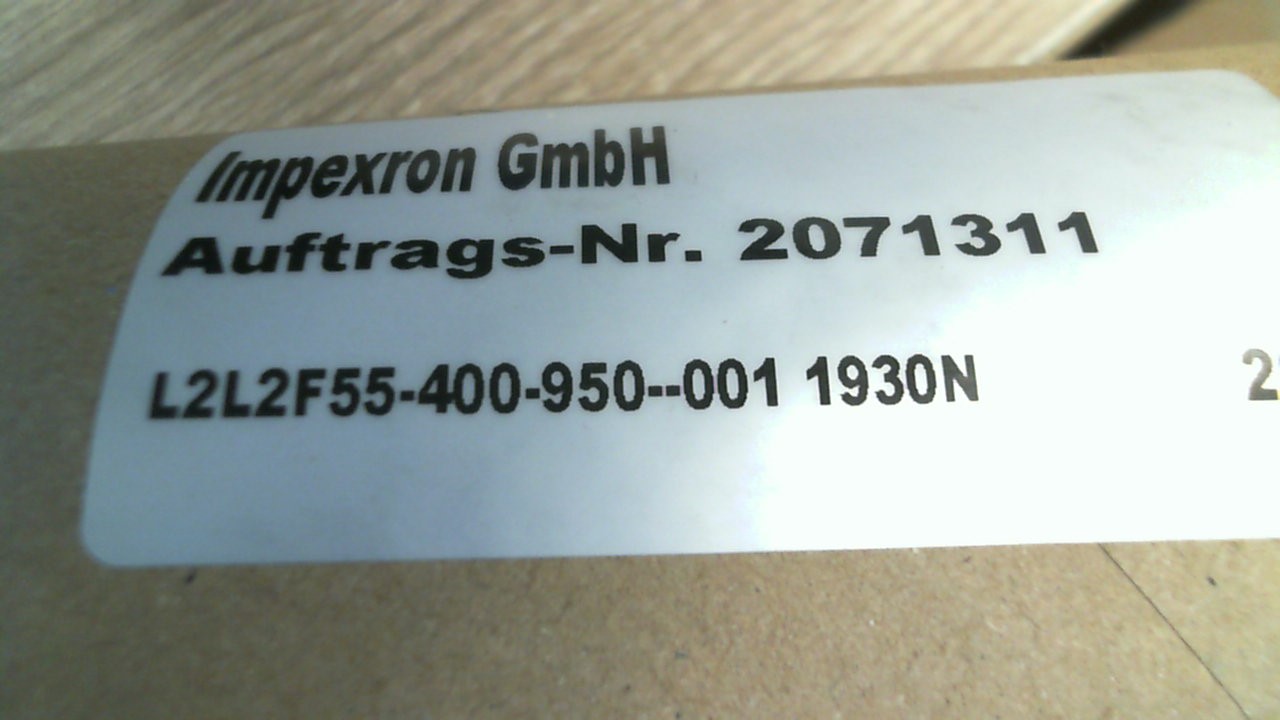 Impexron GmbH
Auftrags-Nr. 2071311
L2L2F55-400-950--001 1930N